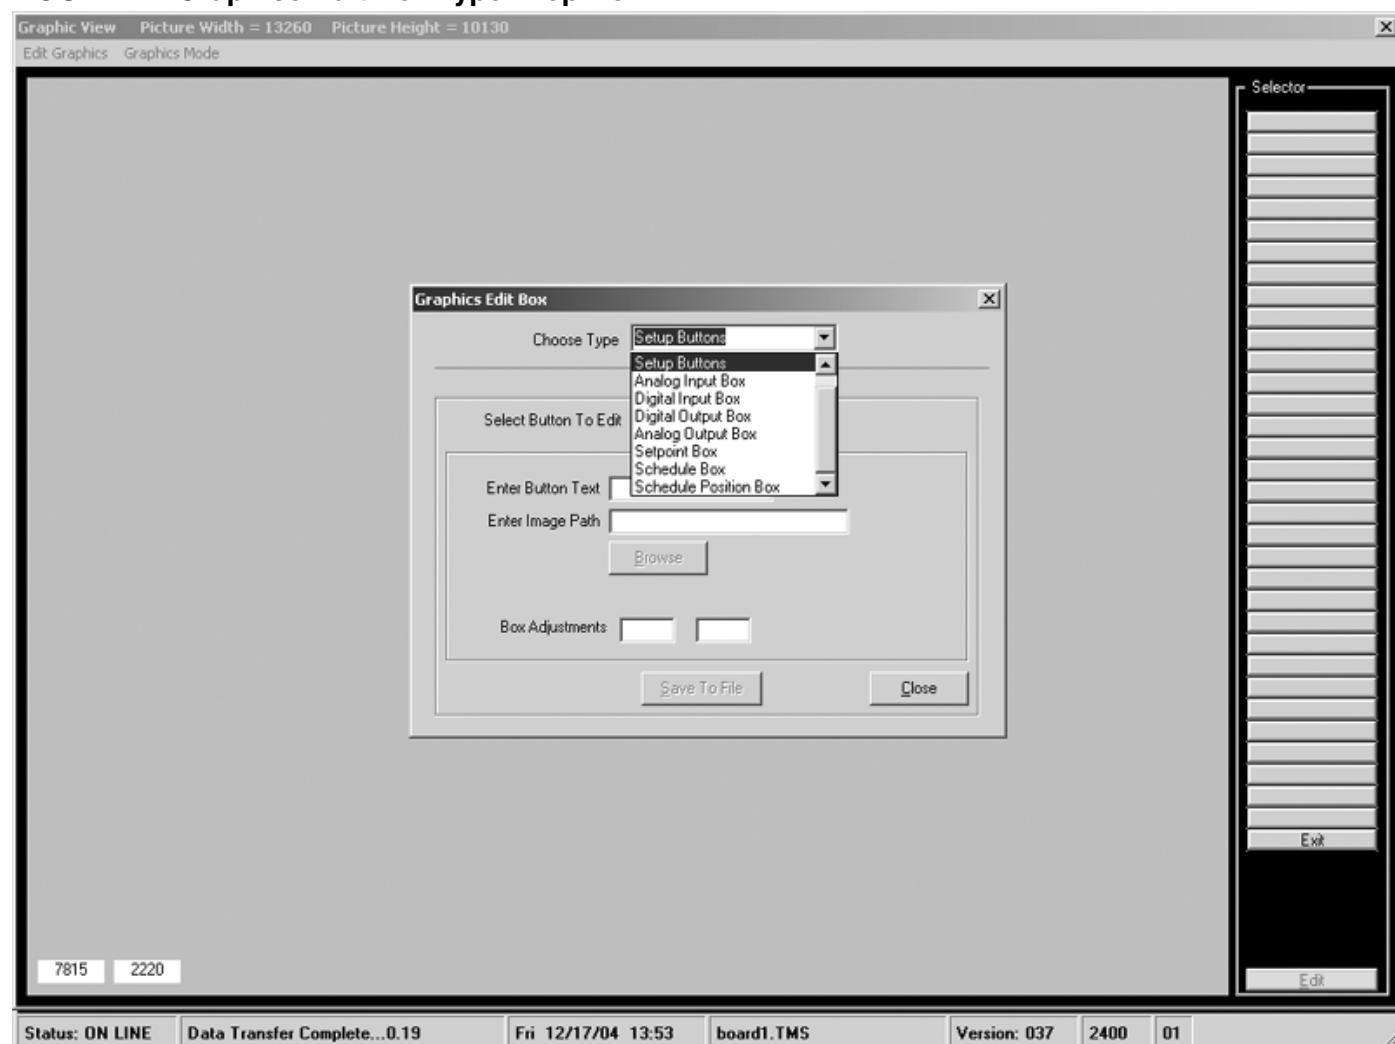 Graphic View Picture Width = 13260 Picture Height = 10130
Edit Graphics Graphics Mode
Selector
Graphics Edit Box
Choose Type Setup Buttons
Setup Buttons
Analog Input Box
Digital Input Box
Digital Output Box
Analog Output Box
Setpoint Box
Schedule Box
Schedule Position Box
Select Button To Edit
Enter Button Text
Enter Image Path
Browse
Box Adjustments
Save To File Close
Exit
7815 2220
Edit
Status: ON LINE Data Transfer Complete...0.19 Fri 12/17/04 13:53 board1.TMS Version: 037 2400 01